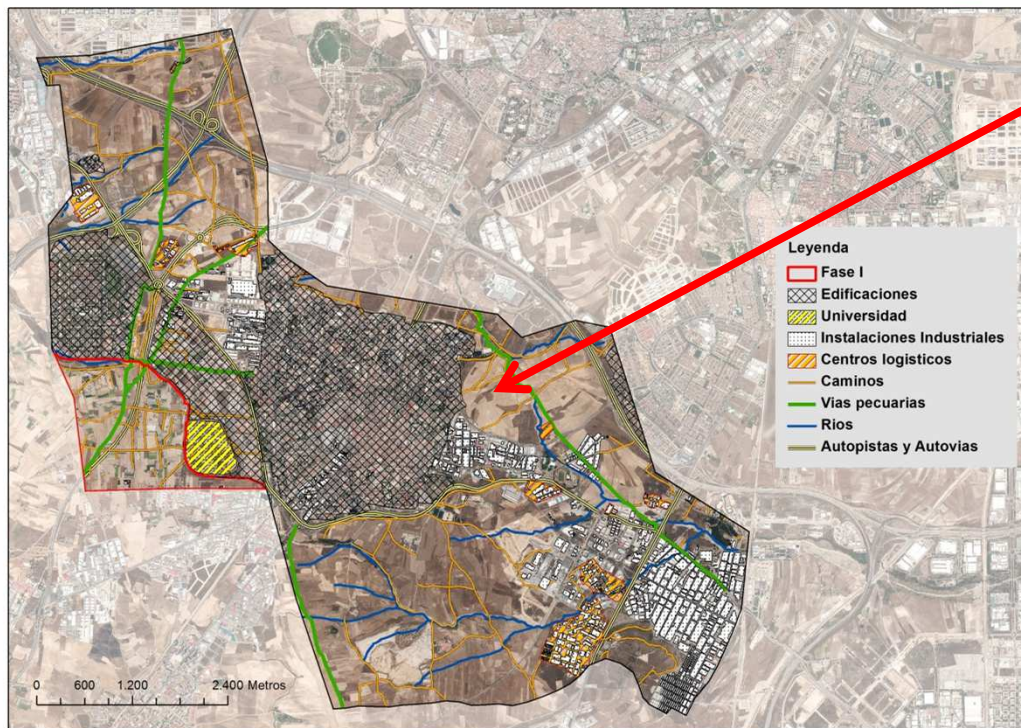 Leyenda
Fase I
Edificaciones
Universidad
Instalaciones Industriales
Centros logisticos
Caminos
Vias pecuarias
Rios
Autopistas y Autovias
0 600 1.200 2.400 Metros